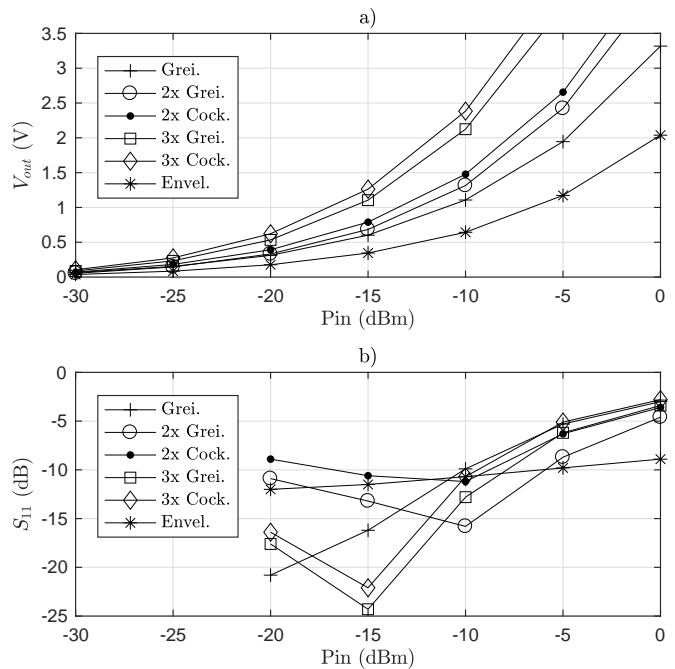 a)
3.5
3
2.5
2
1.5
1
0.5
0
V_out (V)
Grei.
2x Grei.
2x Cock.
3x Grei.
3x Cock.
Envel.
-30 -25 -20 -15 -10 -5 0
Pin (dBm)
b)
0
-5
-10
-15
-20
-25
S_11 (dB)
Grei.
2x Grei.
2x Cock.
3x Grei.
3x Cock.
Envel.
-30 -25 -20 -15 -10 -5 0
Pin (dBm)